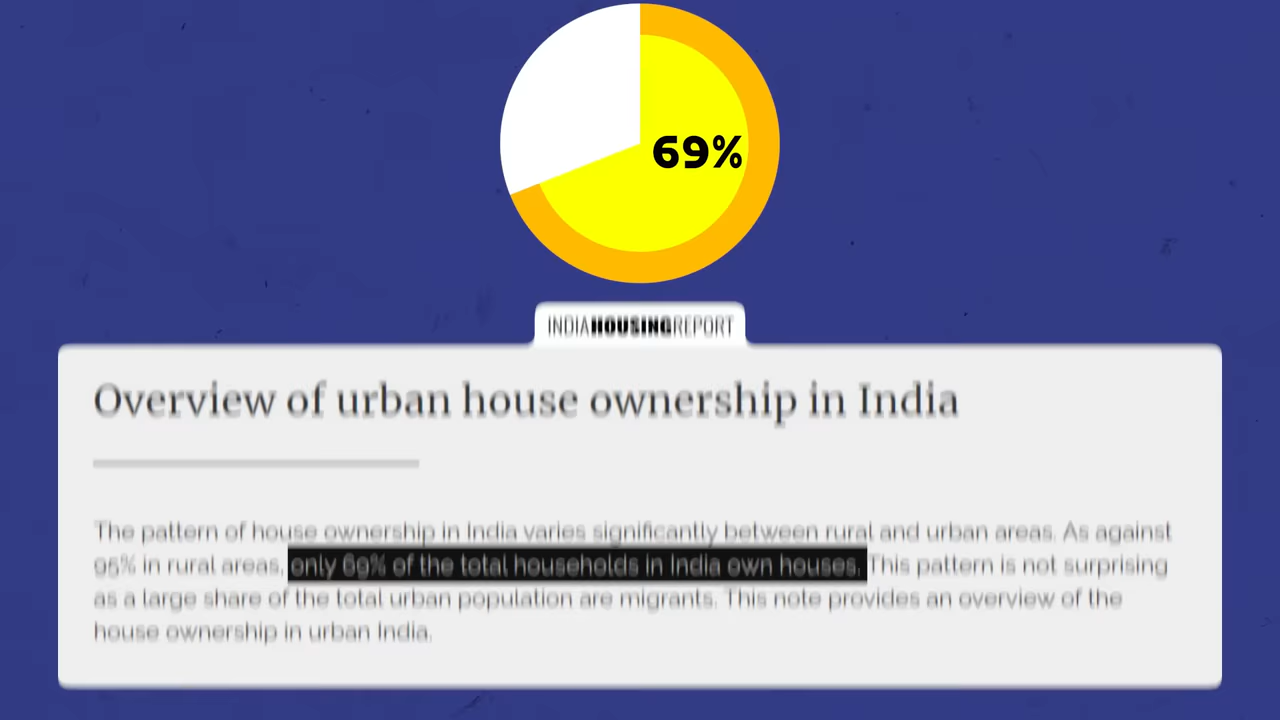 69%
INDIAHOUSINGREPORT
Overview of urban house ownership in India
The pattern of house ownership in India varies significantly between rural and urban areas. As against
95% in rural areas, only 69% of the total households in India own houses. This pattern is not surprising
as a large share of the total urban population are migrants. This note provides an overview of the
house ownership in urban India.